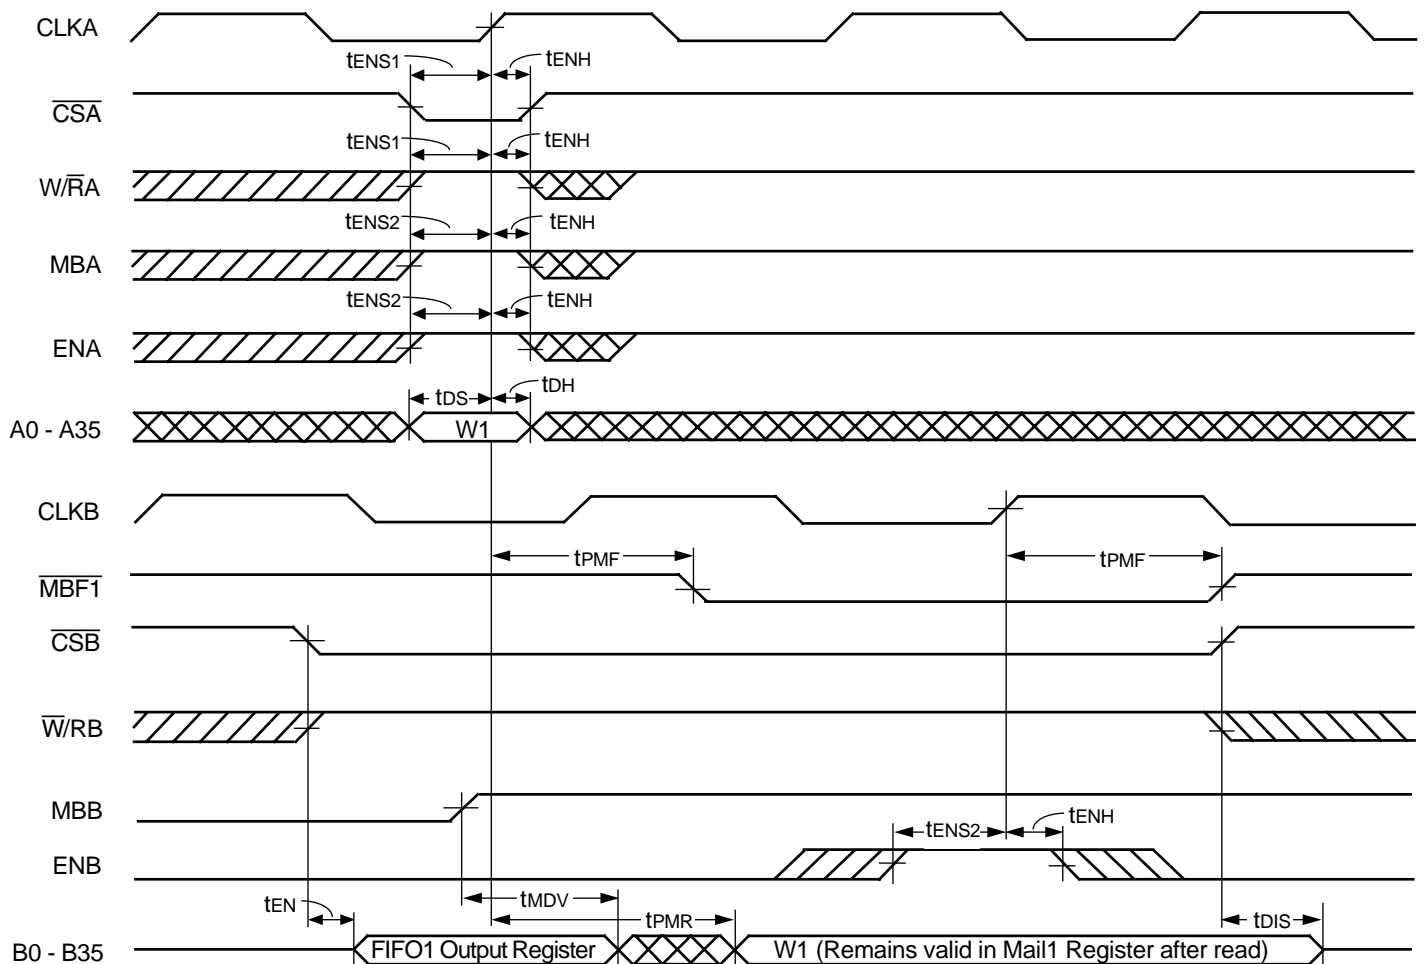 CLKA
tENS1 tENH
CSA
tENS1 tENH
W/RA
tENS2 tENH
MBA
tENS2 tENH
ENA
tDS tDH
A0 - A35 W1
CLKB
tPMF tPMF
MBF1
CSB
W/RB
MBB
tENS2 tENH
ENB
tEN tMDV tPMR tDIS
B0 - B35 FIFO1 Output Register W1 (Remains valid in Mail1 Register after read)